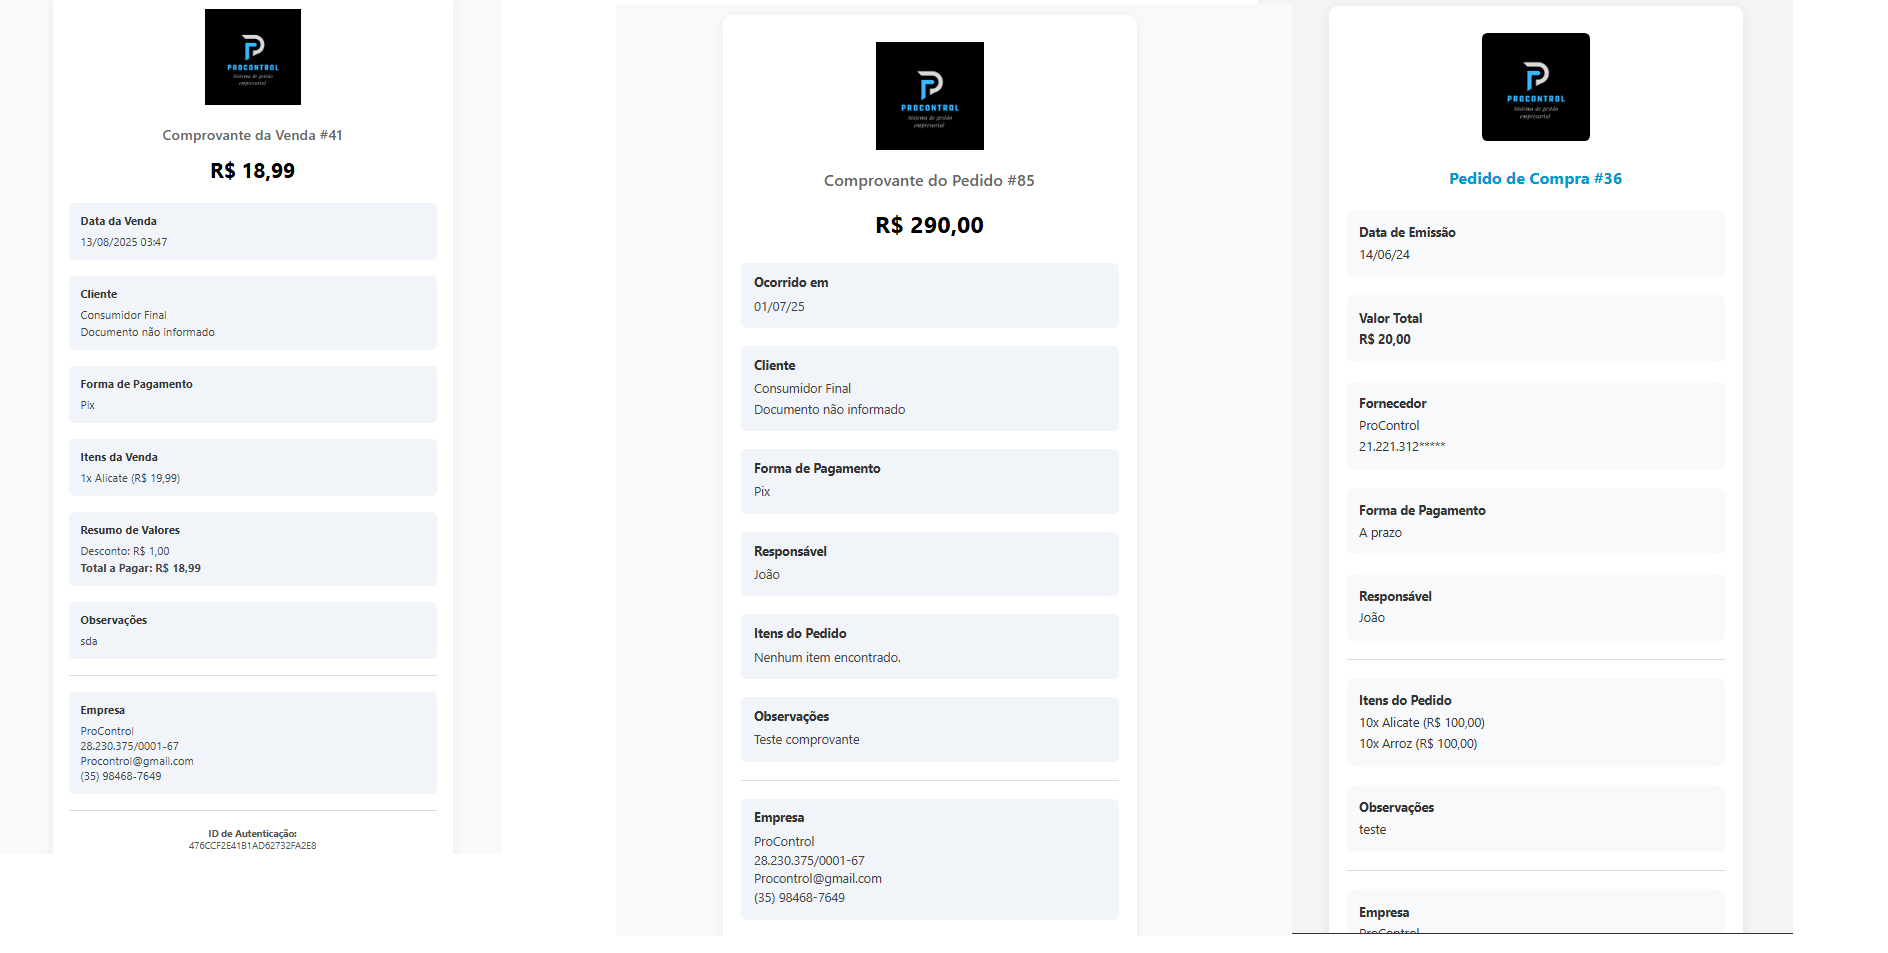 PROCONTROL
Sistema de gestão
empresarial
Comprovante da Venda #41
R$ 18,99
Data da Venda
13/08/2025 03:47
Cliente
Consumidor Final
Documento não informado
Forma de Pagamento
Pix
Itens da Venda
1x Alicate (R$ 19,99)
Resumo de Valores
Desconto: R$ 1,00
Total a Pagar: R$ 18,99
Observações
sda
Empresa
ProControl
28.230.375/0001-67
Procontrol@gmail.com
(35) 98468-7649
ID de Autenticação:
476CCF2E41B1AD62732FA2E8
PROCONTROL
Sistema de gestão
empresarial
Comprovante do Pedido #85
R$ 290,00
Ocorrido em
01/07/25
Cliente
Consumidor Final
Documento não informado
Forma de Pagamento
Pix
Responsável
João
Itens do Pedido
Nenhum item encontrado.
Observações
Teste comprovante
Empresa
ProControl
28.230.375/0001-67
Procontrol@gmail.com
(35) 98468-7649
PROCONTROL
Sistema de gestão
empresarial
Pedido de Compra #36
Data de Emissão
14/06/24
Valor Total
R$ 20,00
Fornecedor
ProControl
21.221.312*****
Forma de Pagamento
A prazo
Responsável
João
Itens do Pedido
10x Alicate (R$ 100,00)
10x Arroz (R$ 100,00)
Observações
teste
Empresa
ProControl